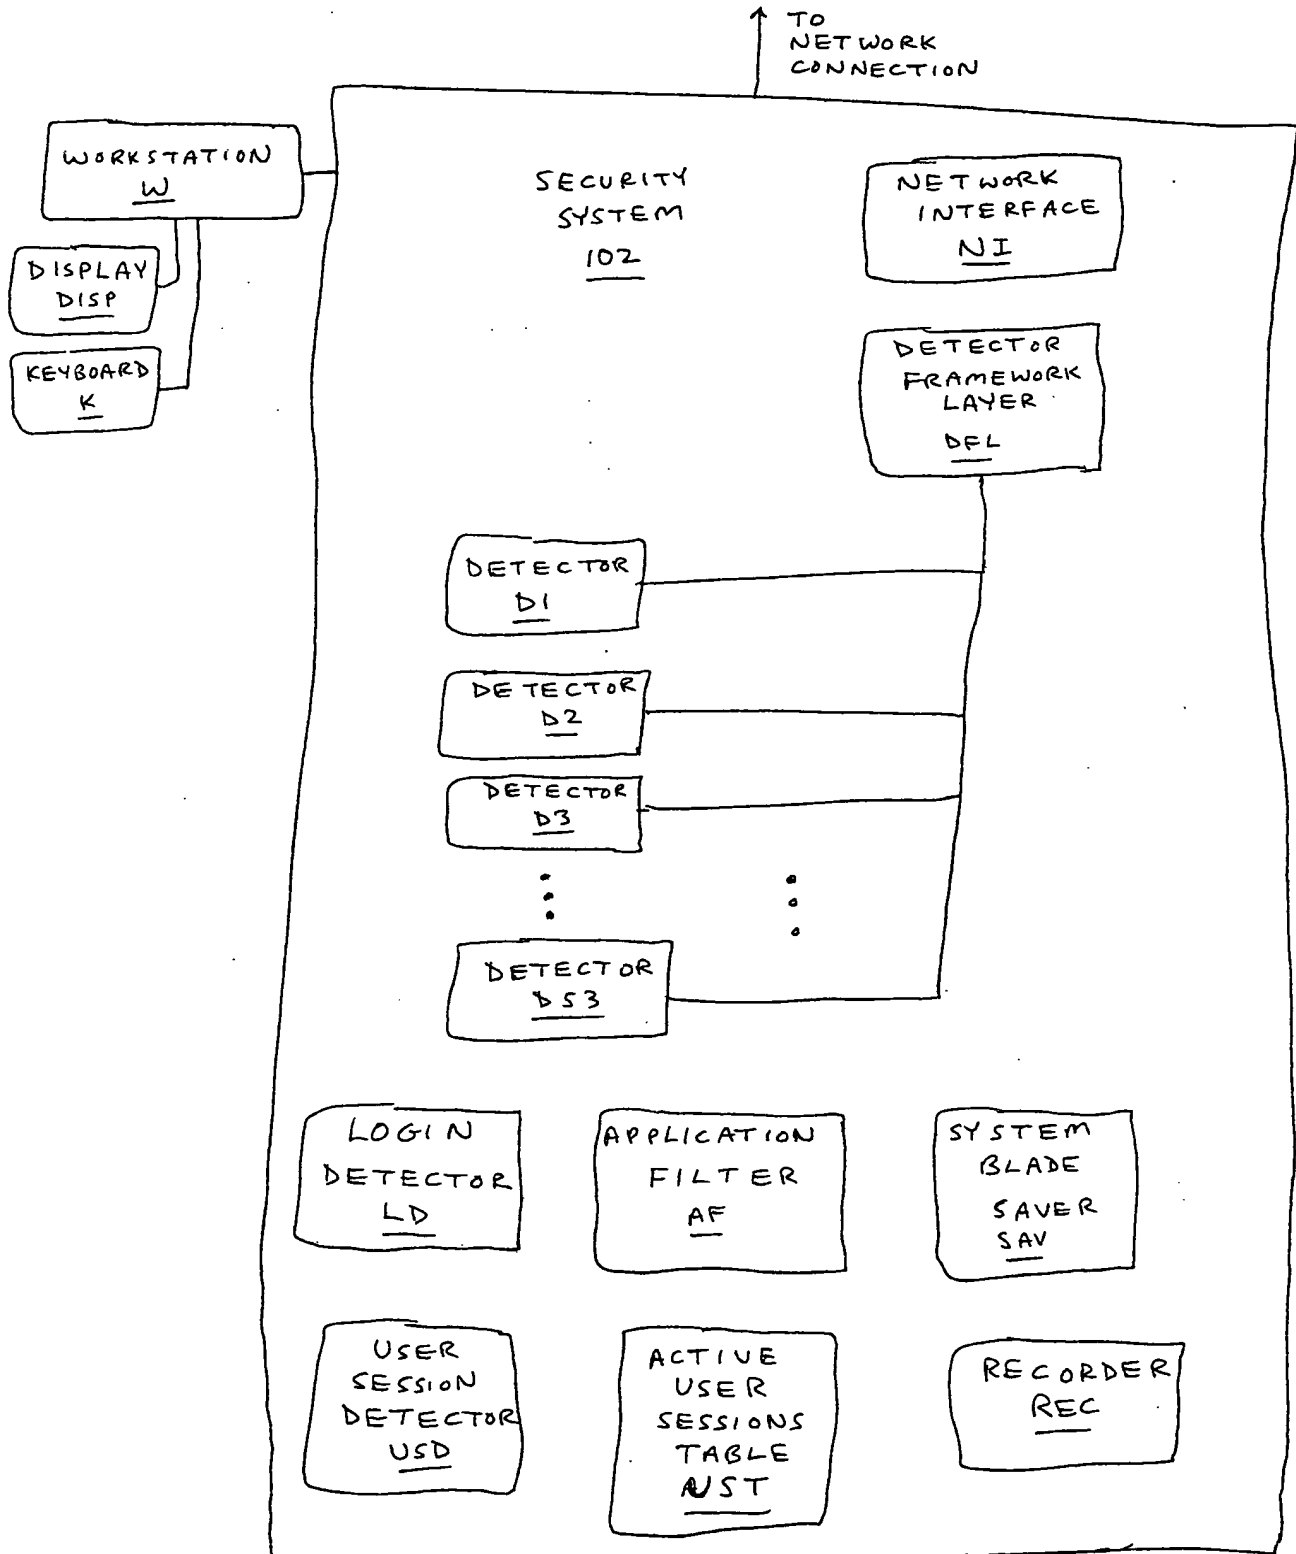 TO
NETWORK
CONNECTION
WORKSTATION
W
DISPLAY
DISP
KEYBOARD
K
SECURITY
SYSTEM
102
NETWORK
INTERFACE
NI
DETECTOR
FRAMEWORK
LAYER
DFL
DETECTOR
D1
DETECTOR
D2
DETECTOR
D3
DETECTOR
D53
LOGIN
DETECTOR
LD
APPLICATION
FILTER
AF
SYSTEM
BLADE
SAVER
SAV
USER
SESSION
DETECTOR
USD
ACTIVE
USER
SESSIONS
TABLE
RECORDER
REC